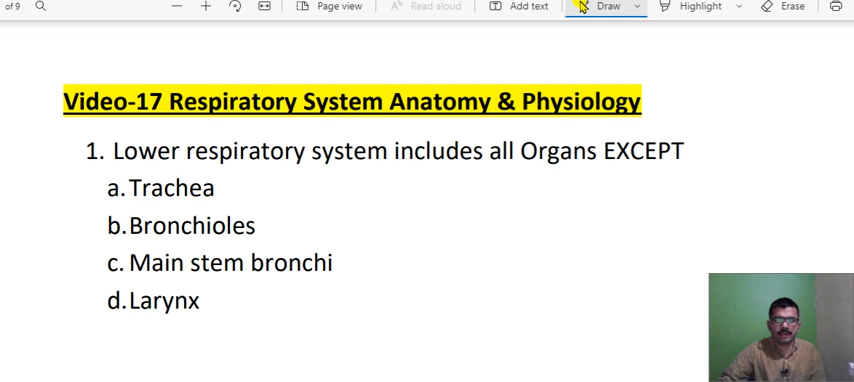 of 9 Page view Read aloud Add text Draw Highlight Erase
Video-17 Respiratory System Anatomy & Physiology
1. Lower respiratory system includes all Organs EXCEPT
a. Trachea
b. Bronchioles
c. Main stem bronchi
d. Larynx